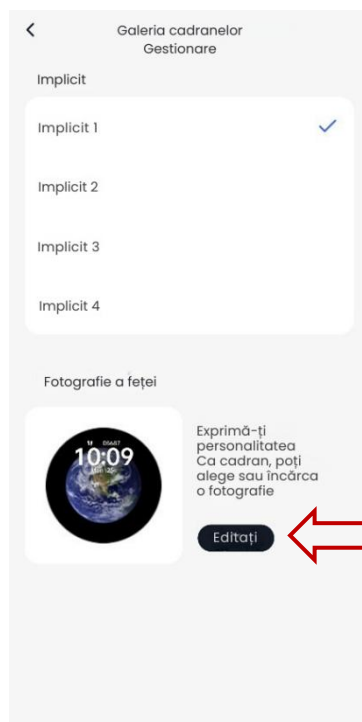 Galeria cadranelor
Gestionare
Implicit
Implicit 1
Implicit 2
Implicit 3
Implicit 4
Fotografie a feței
10:09
Exprimă-ți
personalitatea
Ca cadran, poți
alege sau încărca
o fotografie
Editați